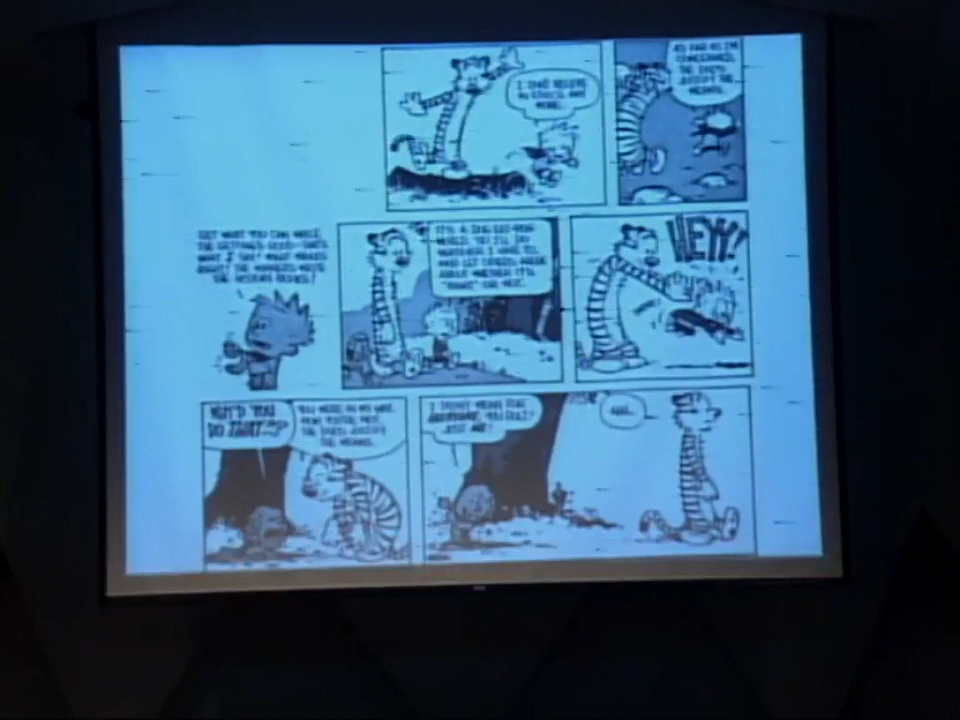 I DON'T BELIEVE
IN ETHICS ANY
MORE.
AS FAR AS I'M
CONCERNED,
THE ENDS
JUSTIFY THE
MEANS.
GET WHAT YOU CAN WHILE
THE GETTING'S GOOD - THAT'S
WHAT I SAY! MIGHT MAKES
RIGHT! THE WINNERS WRITE
THE HISTORY BOOKS!
IT'S A DOG-EAT-DOG
WORLD, SO I'LL DO
WHATEVER I HAVE TO,
AND LET OTHERS ARGUE
ABOUT WHETHER IT'S
"RIGHT" OR NOT.
HEYY!
WHY'D YOU
DO THAT?!?
YOU WERE IN MY WAY.
NOW YOU'RE NOT.
THE ENDS JUSTIFY
THE MEANS.
I DIDN'T MEAN FOR
EVERYONE, YOU DOLT!
JUST ME!
AHH.